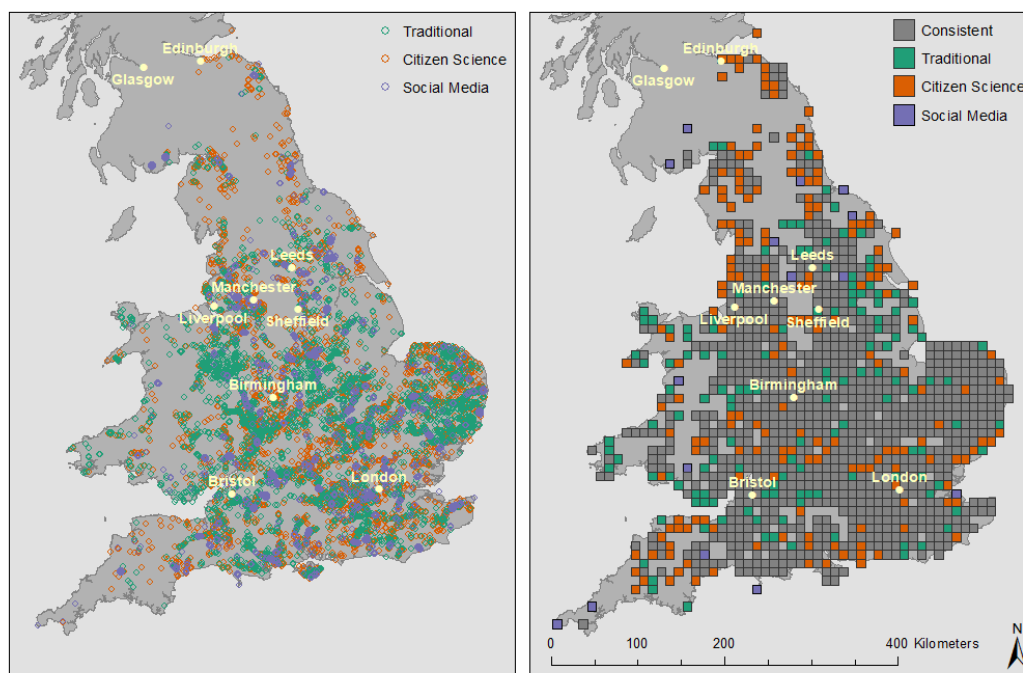 Traditional
Citizen Science
Social Media
Edinburgh
Glasgow
Leeds
Manchester
Liverpool
Sheffield
Birmingham
Bristol
London
Consistent
Traditional
Citizen Science
Social Media
Edinburgh
Glasgow
Leeds
Manchester
Liverpool
Sheffield
Birmingham
Bristol
London
N
0 100 200 400 Kilometers